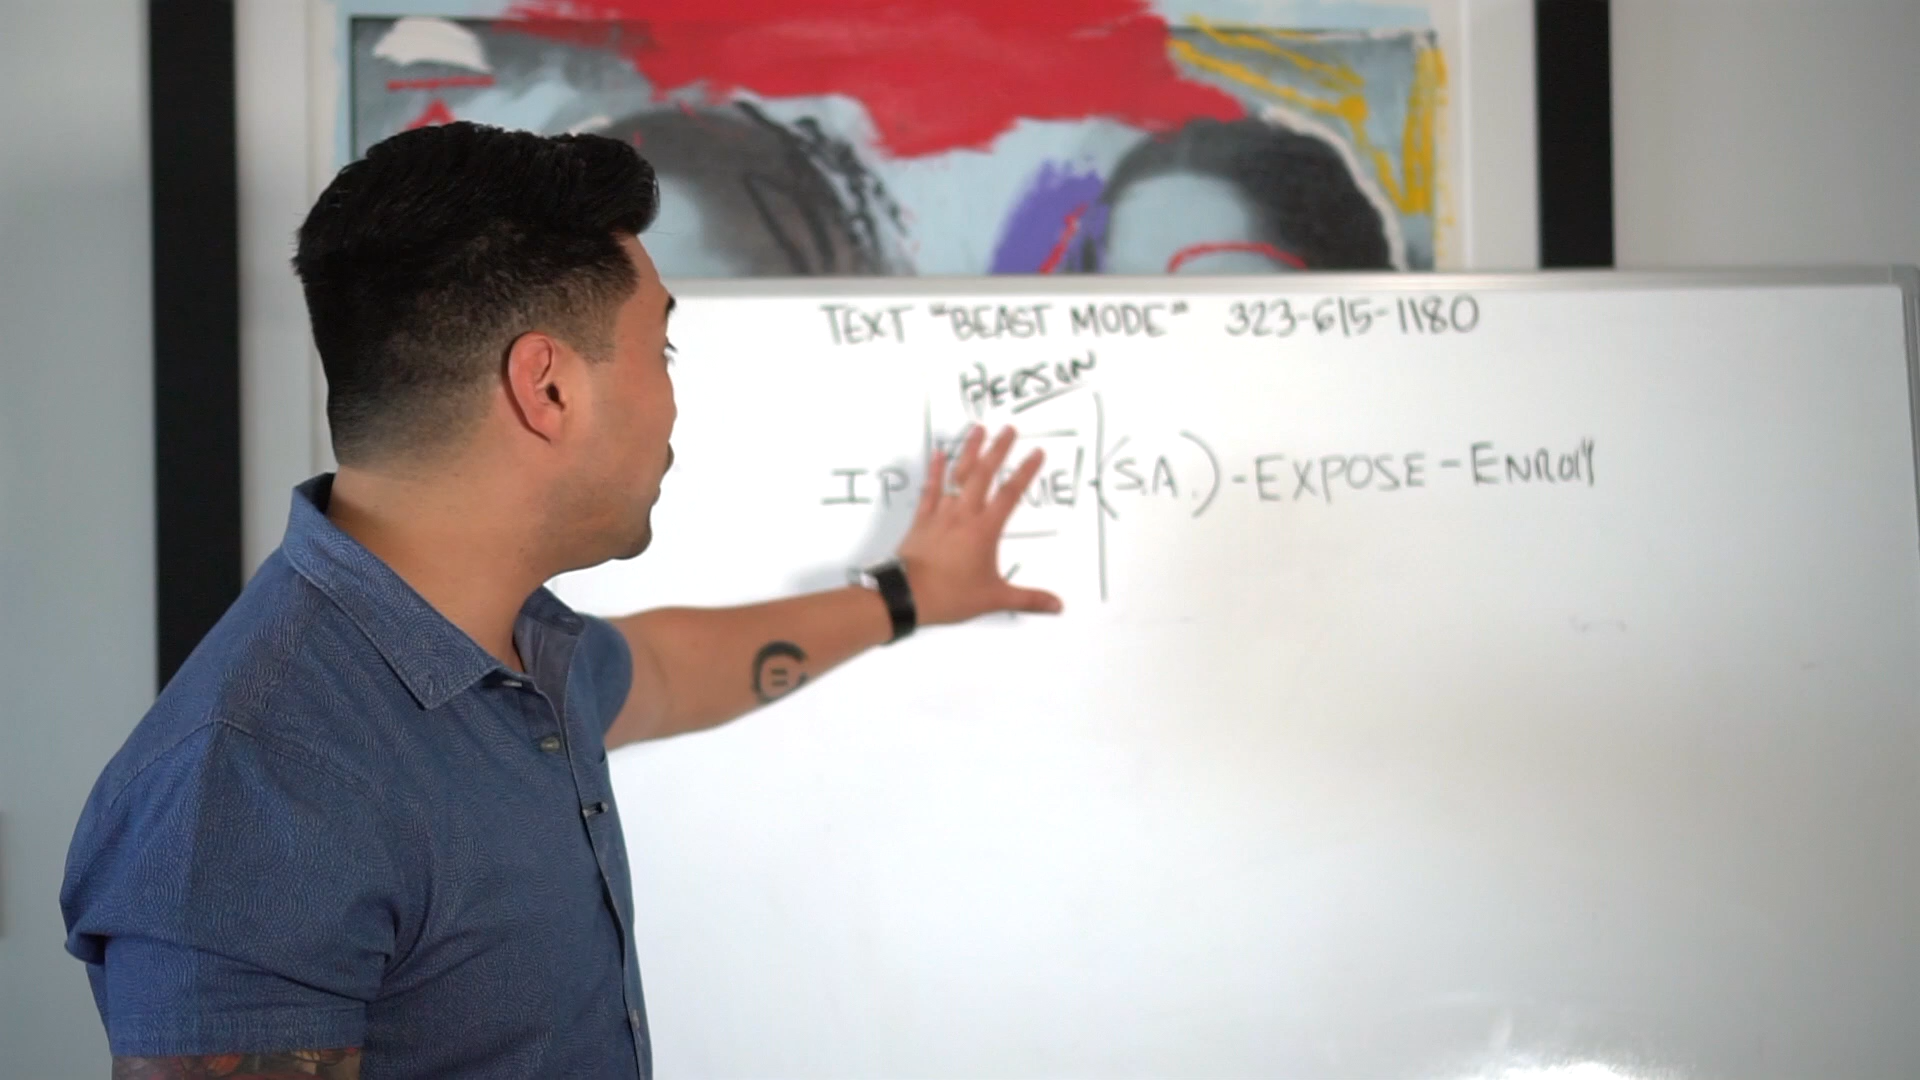 TEXT "BEAST MODE" 323-615-1180
PERSON
IP (S.A.) - EXPOSE - ENROLL